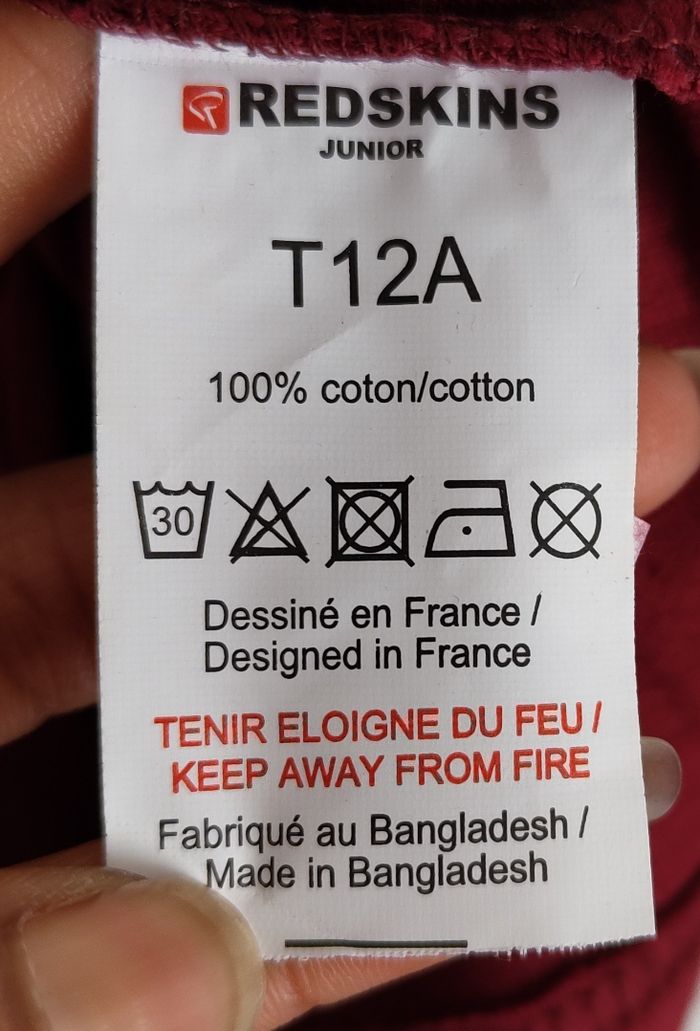 REDSKINS
JUNIOR
T12A
100% coton/cotton
30
Dessiné en France /
Designed in France
TENIR ELOIGNE DU FEU /
KEEP AWAY FROM FIRE
Fabriqué au Bangladesh /
Made in Bangladesh